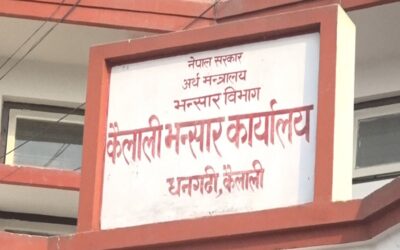 नेपाल सरकार
अर्थ मन्त्रालय
भन्सार विभाग
कैलाली भन्सार कार्यालय
धनगढी, कैलाली